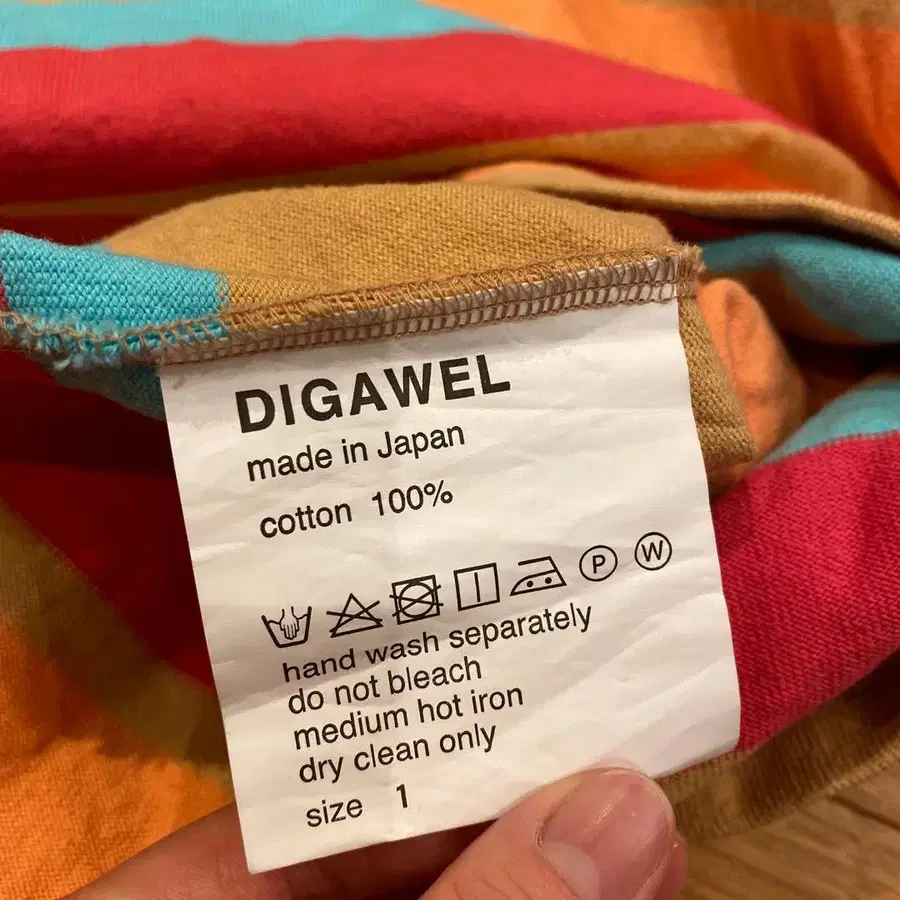 DIGAWEL
made in Japan
cotton 100%
P W
hand wash separately
do not bleach
medium hot iron
dry clean only
size 1